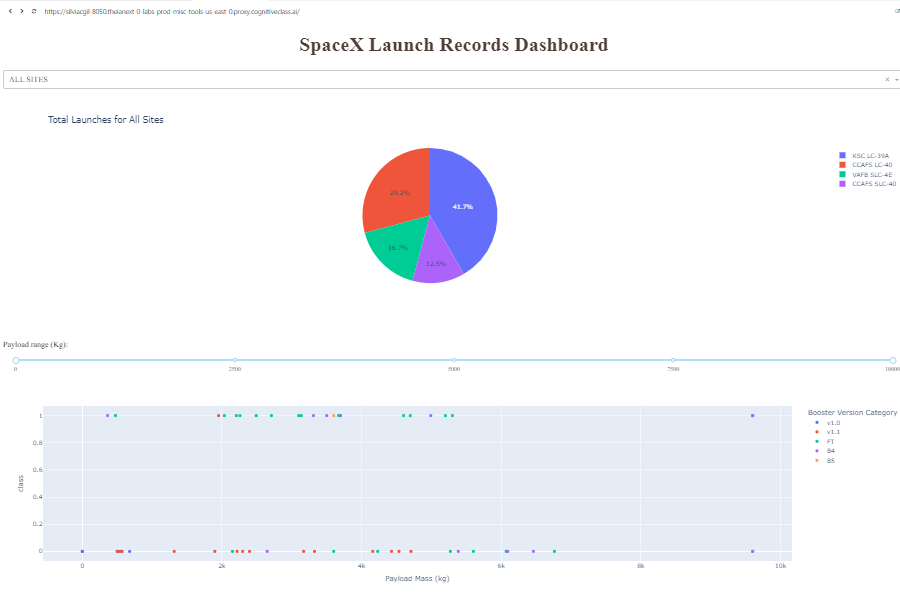 https://silviacgil-8050.theianext-0-labs-prod-misc-tools-us-east-0.proxy.cognitiveclass.ai/
SpaceX Launch Records Dashboard
ALL SITES
Total Launches for All Sites
KSC LC-39A
CCAFS LC-40
VAFB SLC-4E
CCAFS SLC-40
29.2%
41.7%
16.7%
12.5%
Payload range (Kg):
0 2500 5000 7500 10000
Booster Version Category
v1.0
v1.1
FT
B4
B5
class
1
0.8
0.6
0.4
0.2
0
0 2k 4k 6k 8k 10k
Payload Mass (kg)